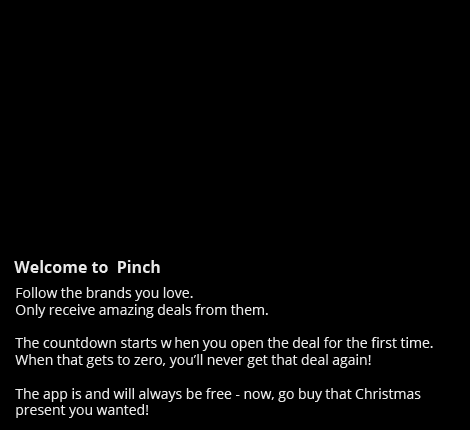 Welcome to  Pinch
Follow the brands you love.
Only receive amazing deals from them.
The countdown starts w hen you open the deal for the first time.
When that gets to zero, you’ll never get that deal again!
The app is and will always be free - now, go buy that Christmas
present you wanted!